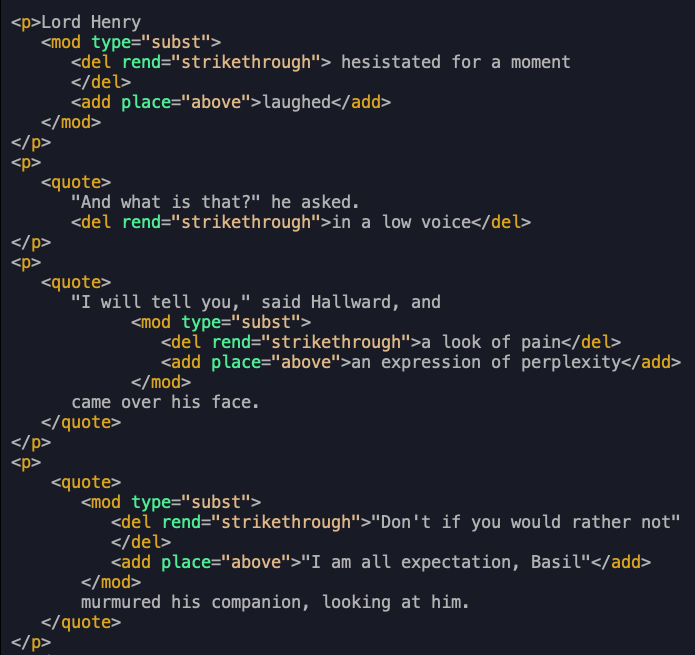 <p>Lord Henry
<mod type="subst">
<del rend="strikethrough"> hesistated for a moment
</del>
<add place="above">laughed</add>
</mod>
</p>
<p>
<quote>
"And what is that?" he asked.
<del rend="strikethrough">in a low voice</del>
</p>
<p>
<quote>
"I will tell you," said Hallward, and
<mod type="subst">
<del rend="strikethrough">a look of pain</del>
<add place="above">an expression of perplexity</add>
</mod>
came over his face.
</quote>
</p>
<p>
<quote>
<mod type="subst">
<del rend="strikethrough">"Don't if you would rather not"
</del>
<add place="above">"I am all expectation, Basil"</add>
</mod>
murmured his companion, looking at him.
</quote>
</p>